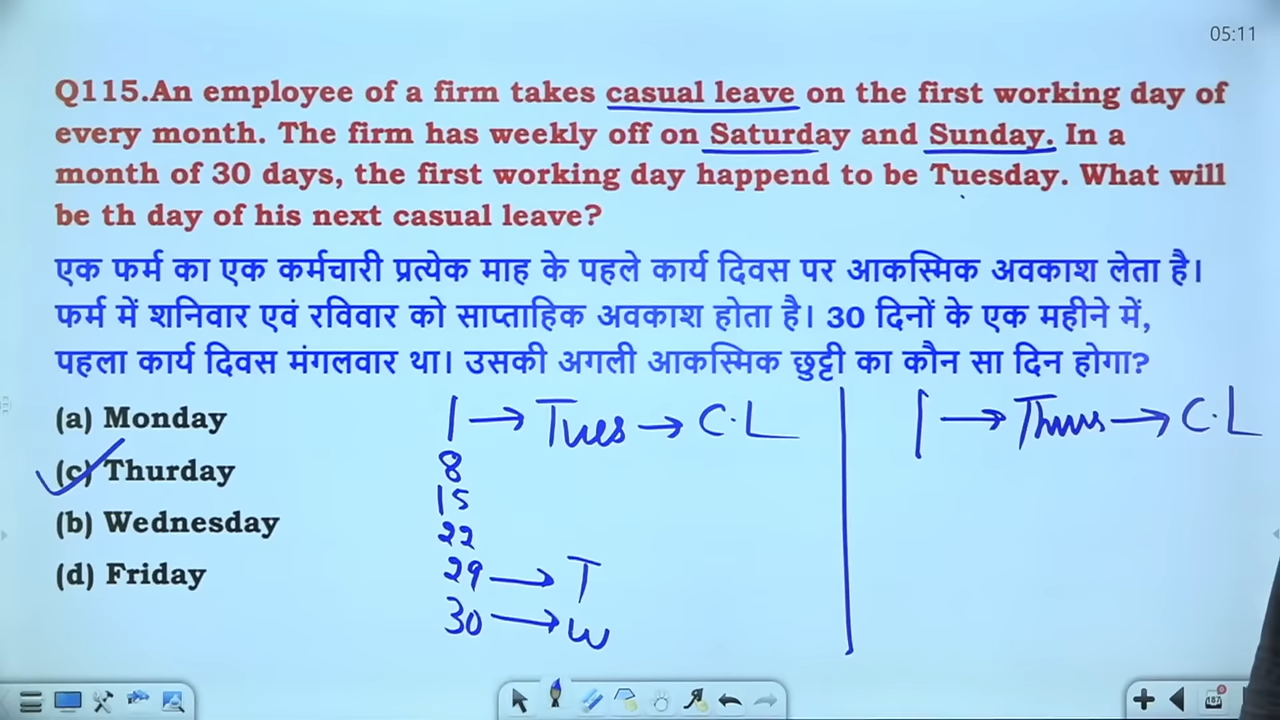 05:11
Q115.An employee of a firm takes casual leave on the first working day of
every month. The firm has weekly off on Saturday and Sunday. In a
month of 30 days, the first working day happend to be Tuesday. What will
be th day of his next casual leave?
एक फर्म का एक कर्मचारी प्रत्येक माह के पहले कार्य दिवस पर आकस्मिक अवकाश लेता है।
फर्म में शनिवार एवं रविवार को साप्ताहिक अवकाश होता है। 30 दिनों के एक महीने में,
पहला कार्य दिवस मंगलवार था। उसकी अगली आकस्मिक छुट्टी का कौन सा दिन होगा?
(a) Monday
(c) Thurday
(b) Wednesday
(d) Friday
1 → Tues → C.L
8
15
22
29 → T
30 → W
1 → Thurs → C.L